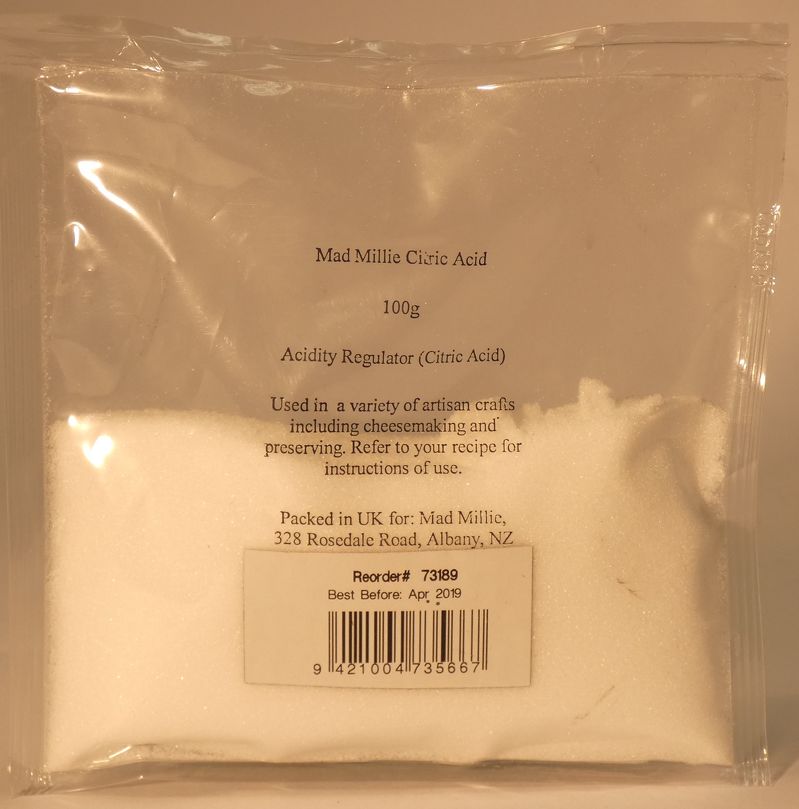 Mad Millie Citric Acid
100g
Acidity Regulator (Citric Acid)
Used in a variety of artisan crafts
including cheesemaking and
preserving. Refer to your recipe for
instructions of use.
Packed in UK for: Mad Millie,
328 Rosedale Road, Albany, NZ
Reorder# 73189
Best Before: Apr 2019
9 421004 735667